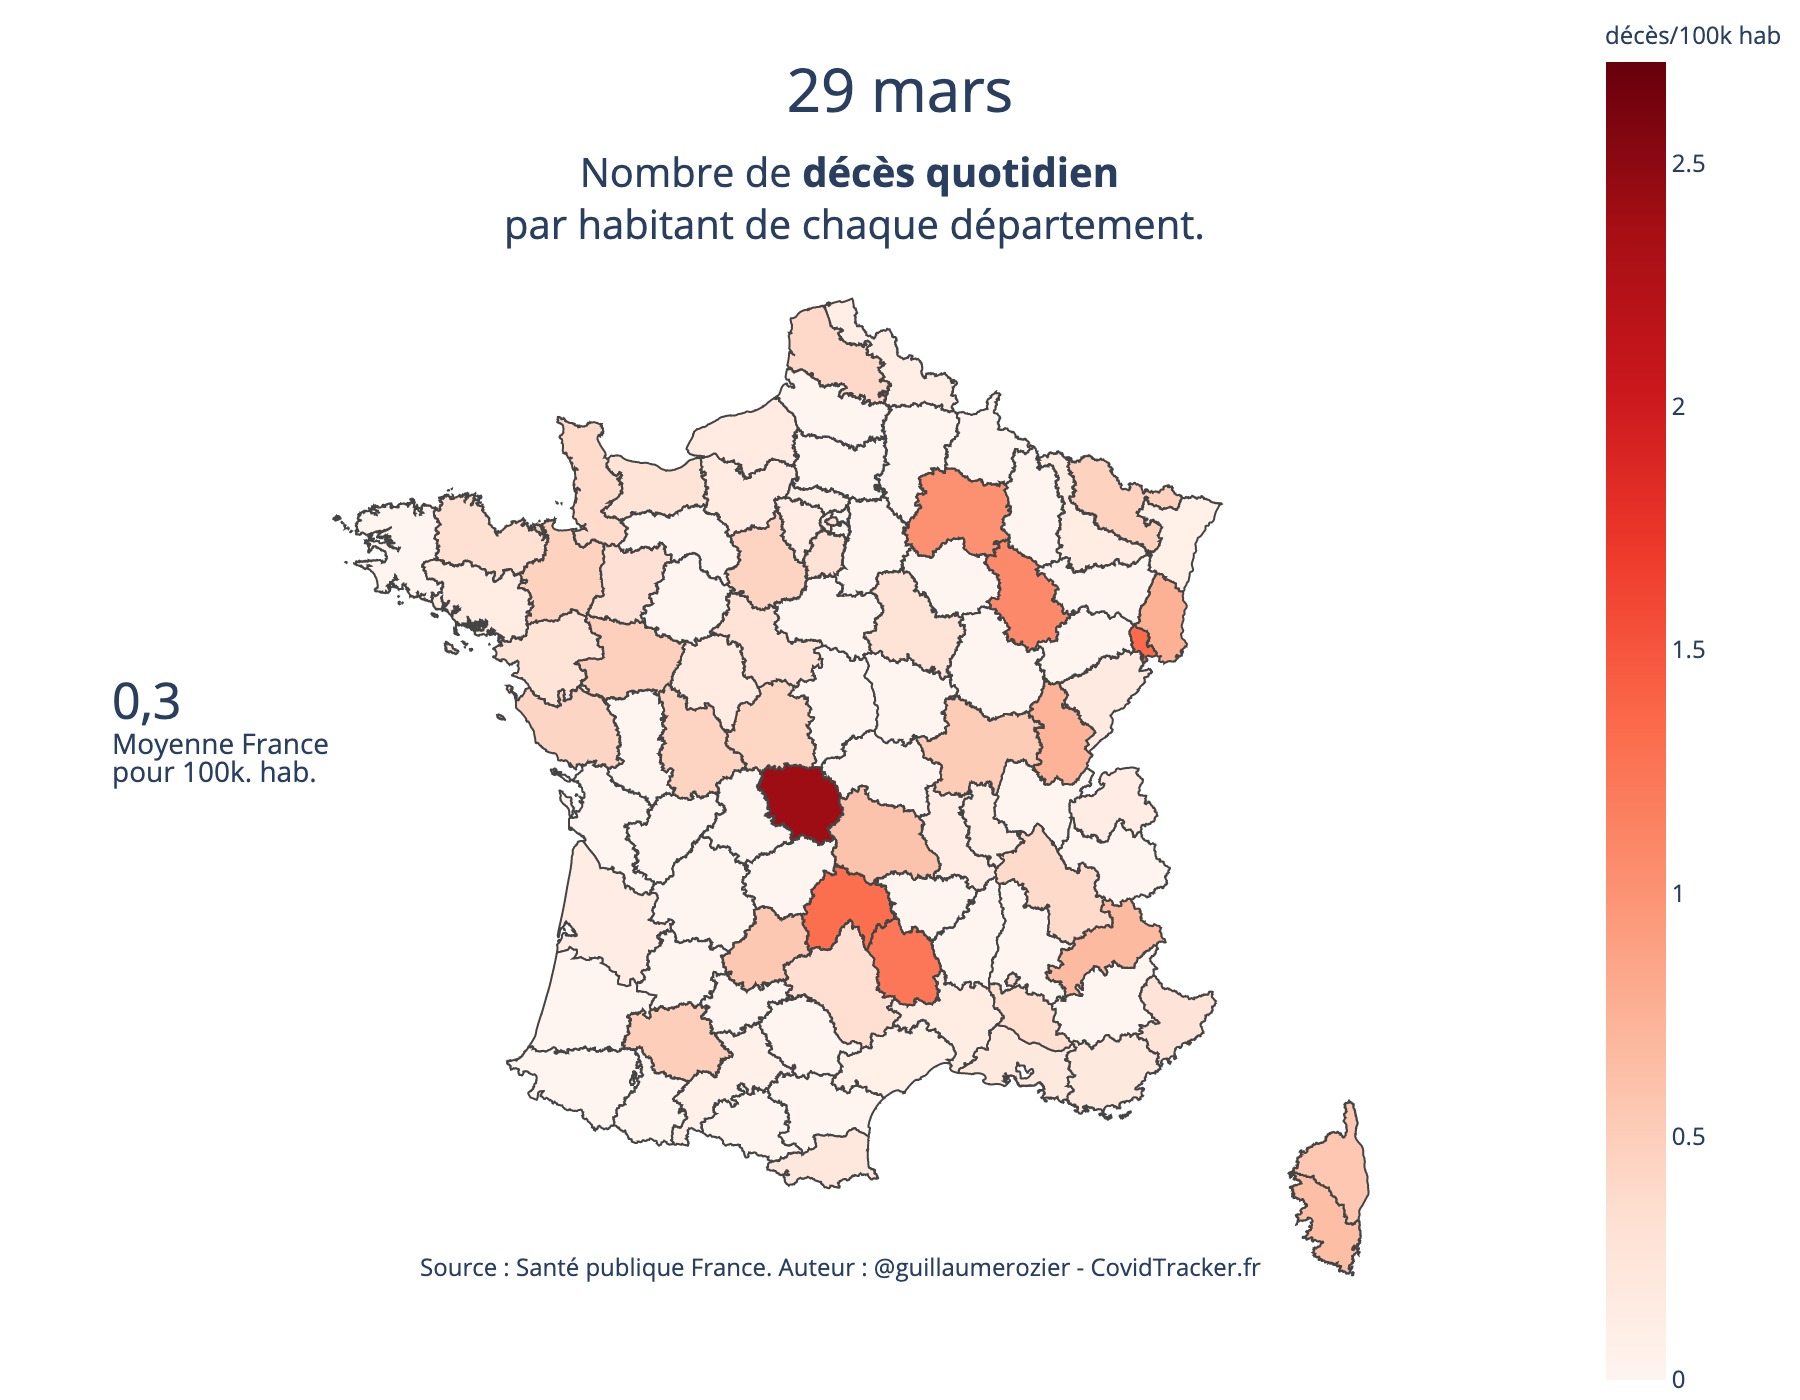 décès/100k hab
29 mars
Nombre de décès quotidien
par habitant de chaque département.
2.5
2
1.5
1
0.5
0
0,3
Moyenne France
pour 100k. hab.
Source : Santé publique France. Auteur : @guillaumerozier - CovidTracker.fr